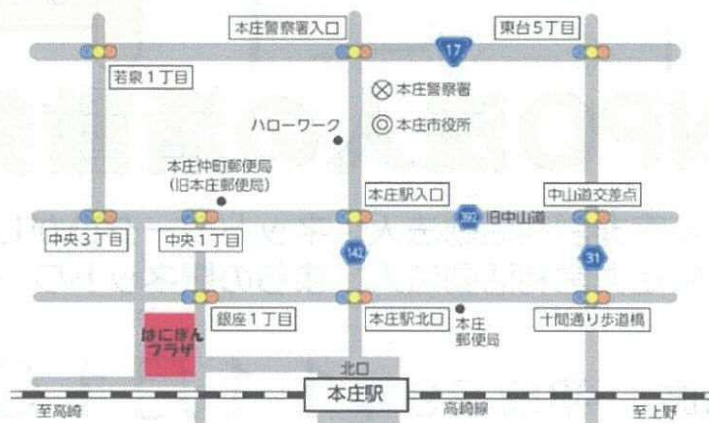 本庄警察署入口
東台5丁目
17
若泉1丁目
本庄警察署
ハローワーク
本庄市役所
本庄仲町郵便局
(旧本庄郵便局)
本庄駅入口
中山道交差点
392
旧中山道
中央3丁目
中央1丁目
142
31
銀座1丁目
本庄駅北口
本庄
郵便局
十間通り歩道橋
はにぽん
プラザ
北口
本庄駅
至高崎
高崎線
至上野